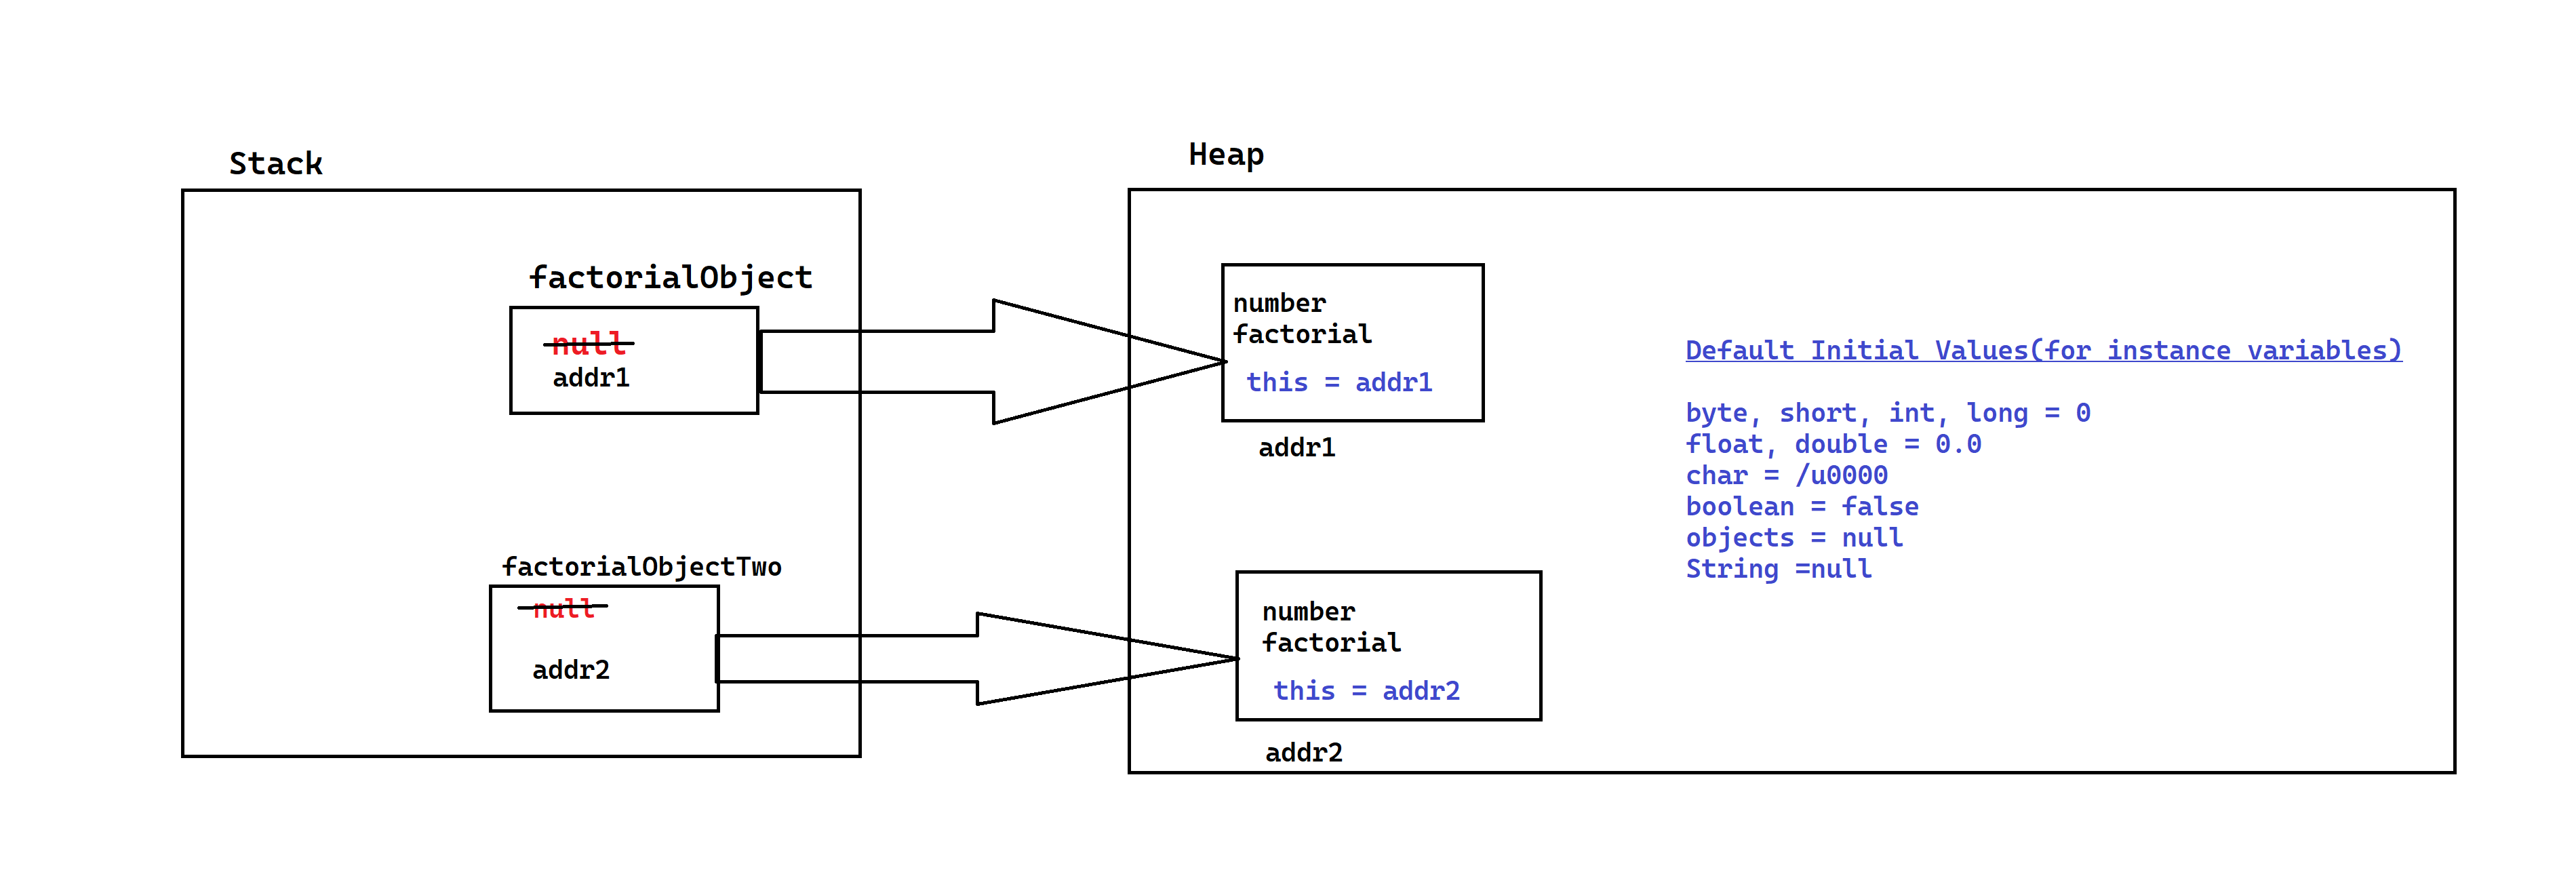 Stack
factorialObject
null
addr1
factorialObjectTwo
null
addr2
Heap
number
factorial
this = addr1
addr1
number
factorial
this = addr2
addr2
Default Initial Values(for instance variables)
byte, short, int, long = 0
float, double = 0.0
char = /u0000
boolean = false
objects = null
String =null